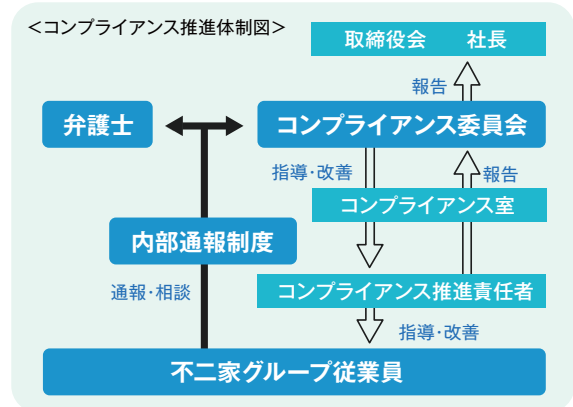 <コンプライアンス推進体制図>
取締役会 社長
報告
弁護士
コンプライアンス委員会
指導・改善
報告
コンプライアンス室
内部通報制度
通報・相談
コンプライアンス推進責任者
指導・改善
不二家グループ従業員